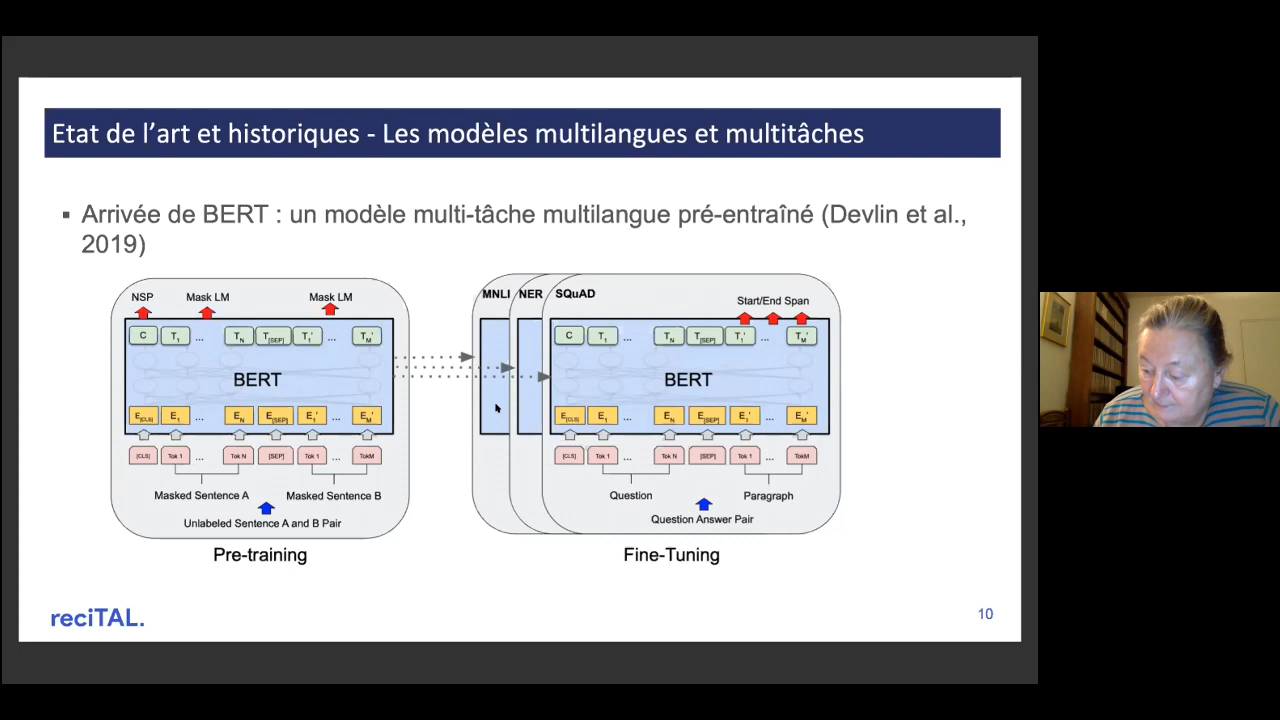 Etat de l’art et historiques - Les modèles multilangues et multitâches
▪ Arrivée de BERT : un modèle multi-tâche multilangue pré-entraîné (Devlin et al.,
2019)
NSP Mask LM Mask LM
C T1 ... TN T[SEP] T1' ... TM'
BERT
E[CLS] E1 ... EN E[SEP] E1' ... EM'
[CLS] Tok 1 ... Tok N [SEP] Tok 1 ... TokM
Masked Sentence A Masked Sentence B
Unlabeled Sentence A and B Pair
Pre-training
MNLI NER SQuAD
Start/End Span
C T1 ... TN T[SEP] T1' ... TM'
BERT
E[CLS] E1 ... EN E[SEP] E1' ... EM'
[CLS] Tok 1 ... Tok N [SEP] Tok 1 ... TokM
Question Paragraph
Question Answer Pair
Fine-Tuning
reciTAL.
10